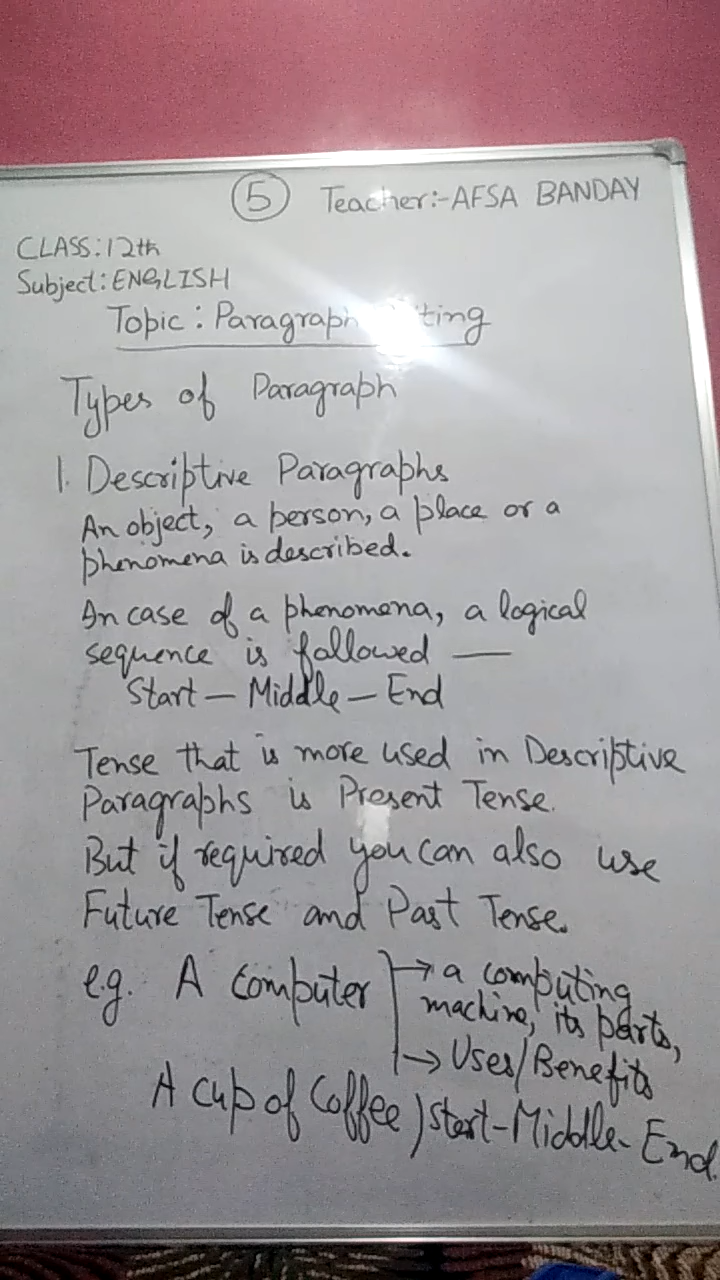 5 Teacher:-AFSA BANDAY
CLASS:12th
Subject:ENGLISH
Topic: Paragraph ting
Types of Paragraph
1. Descriptive Paragraphs
An object, a person, a place or a
phenomena is described.
In case of a phenomena, a logical
sequence is followed —
Start — Middle — End
Tense that is more used in Descriptive
Paragraphs is Present Tense.
But if required you can also use
Future Tense and Past Tense.
e.g. A Computer → a computing
machine, its parts,
→ Uses/Benefits
A cup of Coffee) Start-Middle-End.